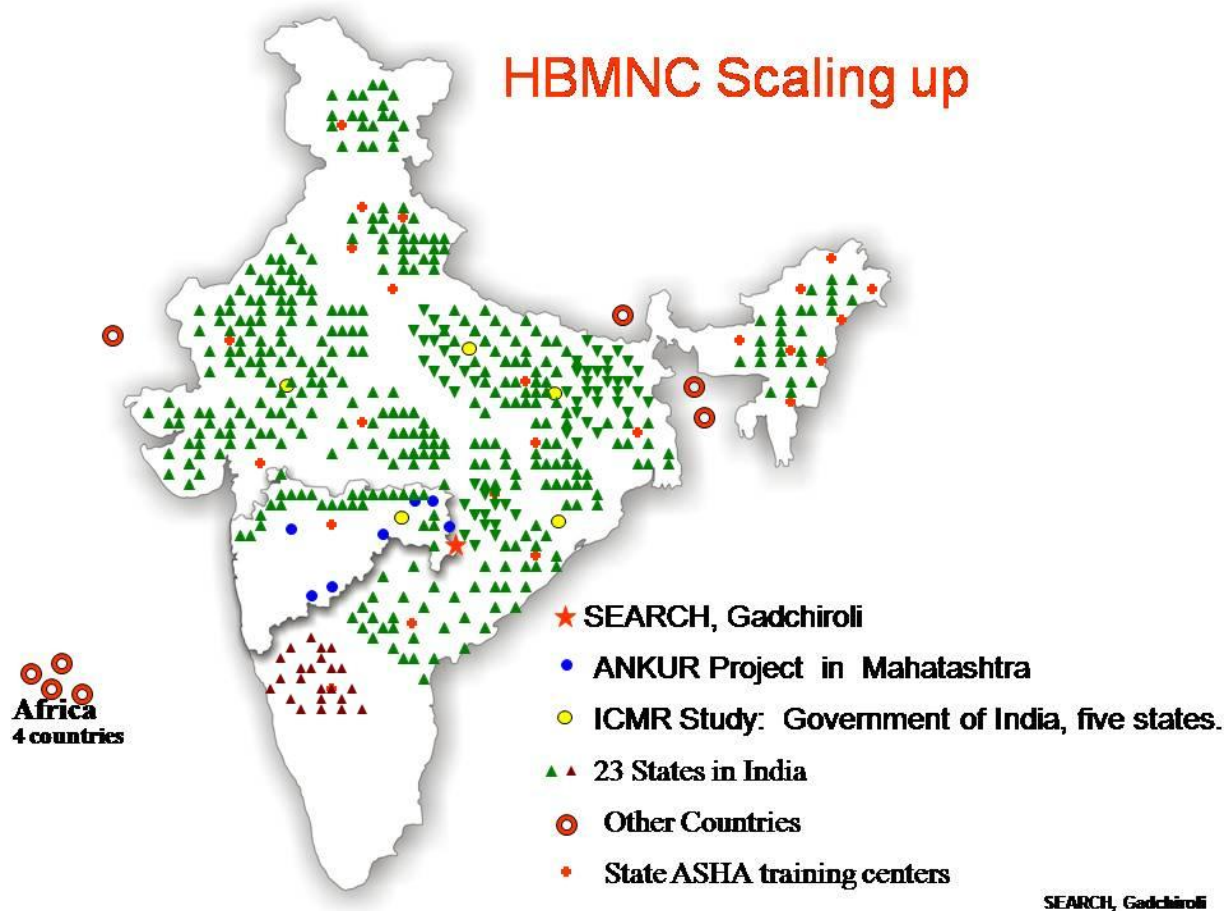 HBMNC Scaling up
SEARCH, Gadchiroli
ANKUR Project in Mahatashtra
ICMR Study: Government of India, five states.
23 States in India
Other Countries
State ASHA training centers
Africa
4 countries
SEARCH, Gadchiroli